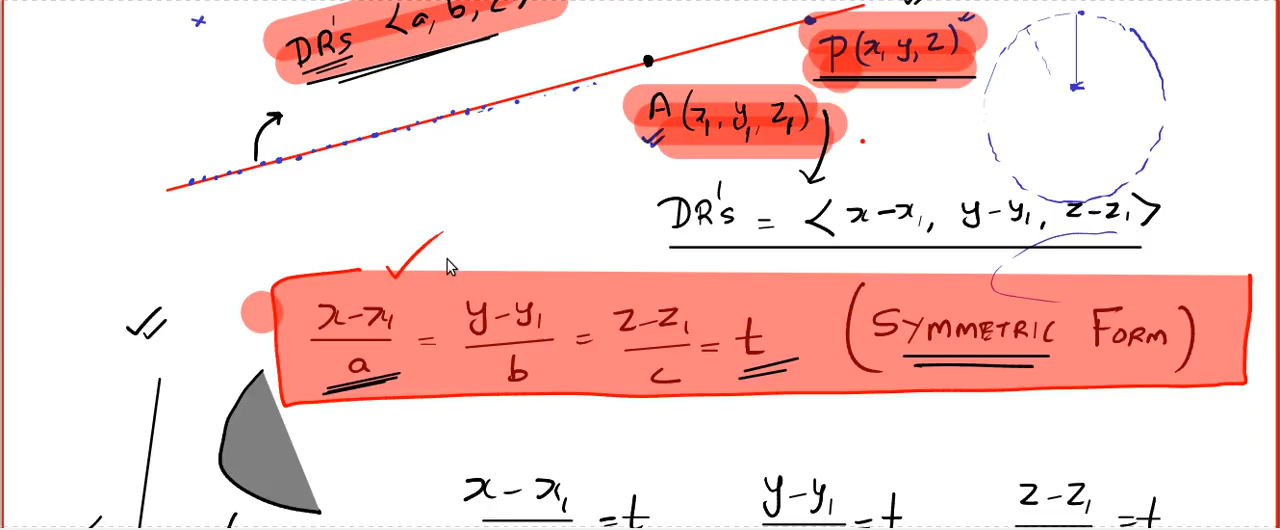 DR's <a, b, c>
P(x, y, z)
A(x₁, y₁, z₁)
DR's = <x-x₁, y-y₁, z-z₁>
x-x₁/a = y-y₁/b = z-z₁/c = t (SYMMETRIC FORM)
x-x₁ = t y-y₁ = t z-z₁ = t